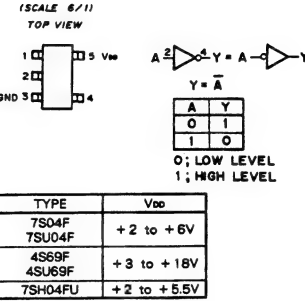 (SCALE 6/1)
TOP VIEW
1 5 VDD
2
GND 3 4
A 2 4 Y = A Y
Y = A̅
A Y
0 1
1 0
0; LOW LEVEL
1; HIGH LEVEL
TYPE VDD
7S04F
7SU04F
+2 to +6V
4S69F
4SU69F
+3 to +18V
7SH04FU +2 to +5.5V